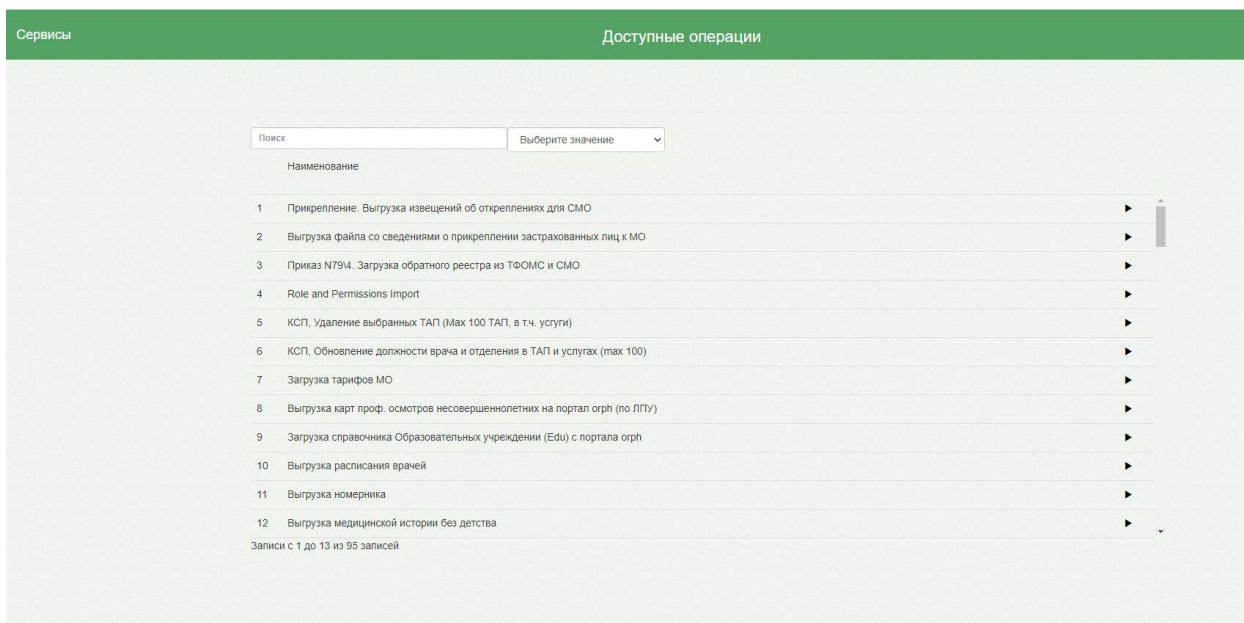 Сервисы
Доступные операции
Поиск
Выберите значение
Наименование
1 Прикрепление. Выгрузка извещений об откреплениях для СМО
2 Выгрузка файла со сведениями о прикреплении застрахованных лиц к МО
3 Приказ N79\4. Загрузка обратного реестра из ТФОМС и СМО
4 Role and Permissions Import
5 КСП, Удаление выбранных ТАП (Max 100 ТАП, в т.ч. усгуги)
6 КСП, Обновление должности врача и отделения в ТАП и услугах (max 100)
7 Загрузка тарифов МО
8 Выгрузка карт проф. осмотров несовершеннолетних на портал orph (по ЛПУ)
9 Загрузка справочника Образовательных учреждении (Edu) с портала orph
10 Выгрузка расписания врачей
11 Выгрузка номерника
12 Выгрузка медицинской истории без детства
Записи с 1 до 13 из 95 записей